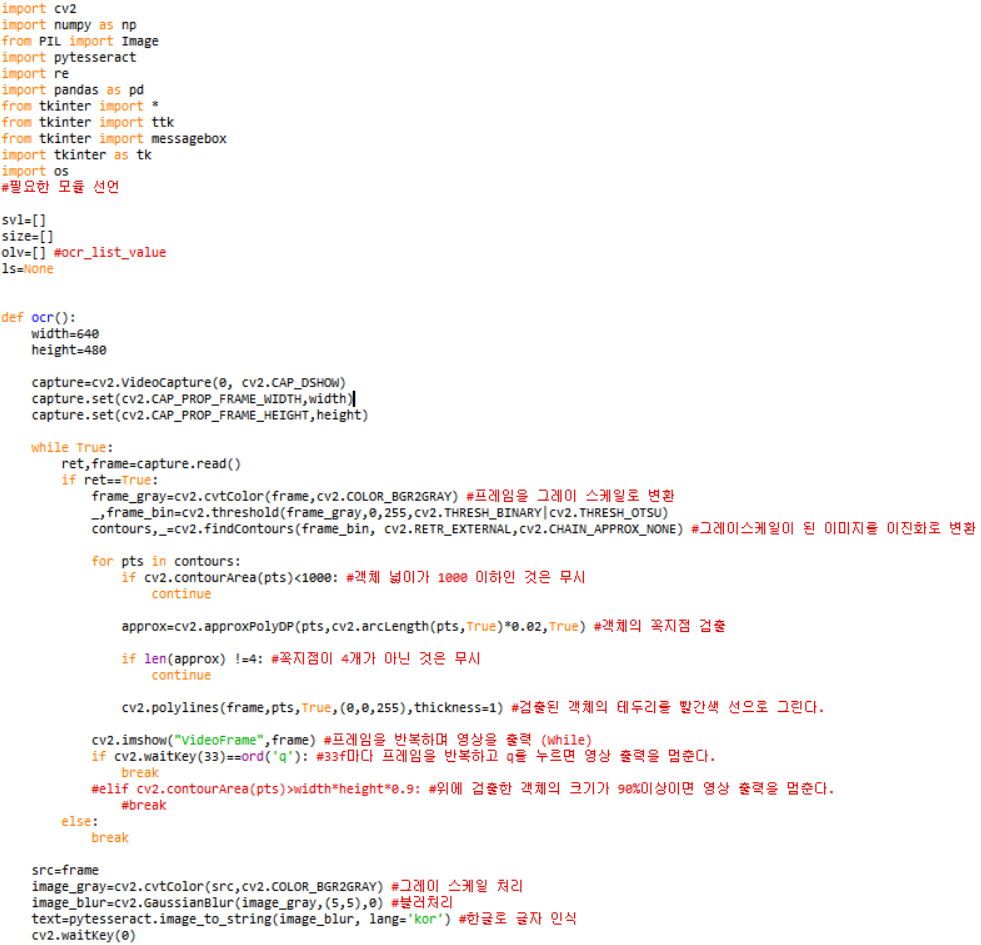 import cv2
import numpy as np
from PIL import Image
import pytesseract
import re
import pandas as pd
from tkinter import *
from tkinter import ttk
from tkinter import messagebox
import tkinter as tk
import os
#필요한 모듈 선언
svl=[]
size=[]
olv=[] #ocr_list_value
ls=None
def ocr():
    width=640
    height=480
    capture=cv2.VideoCapture(0, cv2.CAP_DSHOW)
    capture.set(cv2.CAP_PROP_FRAME_WIDTH,width)
    capture.set(cv2.CAP_PROP_FRAME_HEIGHT,height)
    while True:
        ret,frame=capture.read()
        if ret==True:
            frame_gray=cv2.cvtColor(frame,cv2.COLOR_BGR2GRAY) #프레임을 그레이 스케일로 변환
            _,frame_bin=cv2.threshold(frame_gray,0,255,cv2.THRESH_BINARY|cv2.THRESH_OTSU)
            contours,_=cv2.findContours(frame_bin, cv2.RETR_EXTERNAL,cv2.CHAIN_APPROX_NONE) #그레이스케일이 된 이미지를 이진화로 변환
            for pts in contours:
                if cv2.contourArea(pts)<1000: #객체 넓이가 1000 이하인 것은 무시
                    continue
                approx=cv2.approxPolyDP(pts,cv2.arcLength(pts,True)*0.02,True) #객체의 꼭지점 검출
                if len(approx) !=4: #꼭지점이 4개가 아닌 것은 무시
                    continue
                cv2.polylines(frame,pts,True,(0,0,255),thickness=1) #검출된 객체의 테두리를 빨간색 선으로 그린다.
            cv2.imshow("VideoFrame",frame) #프레임을 반복하며 영상을 출력 (While)
            if cv2.waitKey(33)==ord('q'): #33f마다 프레임을 반복하고 q를 누르면 영상 출력을 멈춘다.
                break
            #elif cv2.contourArea(pts)>width*height*0.9: #위에 검출한 객체의 크기가 90%이상이면 영상 출력을 멈춘다.
                #break
        else:
            break
    src=frame
    image_gray=cv2.cvtColor(src,cv2.COLOR_BGR2GRAY) #그레이 스케일 처리
    image_blur=cv2.GaussianBlur(image_gray,(5,5),0) #블러처리
    text=pytesseract.image_to_string(image_blur, lang='kor') #한글로 글자 인식
    cv2.waitKey(0)